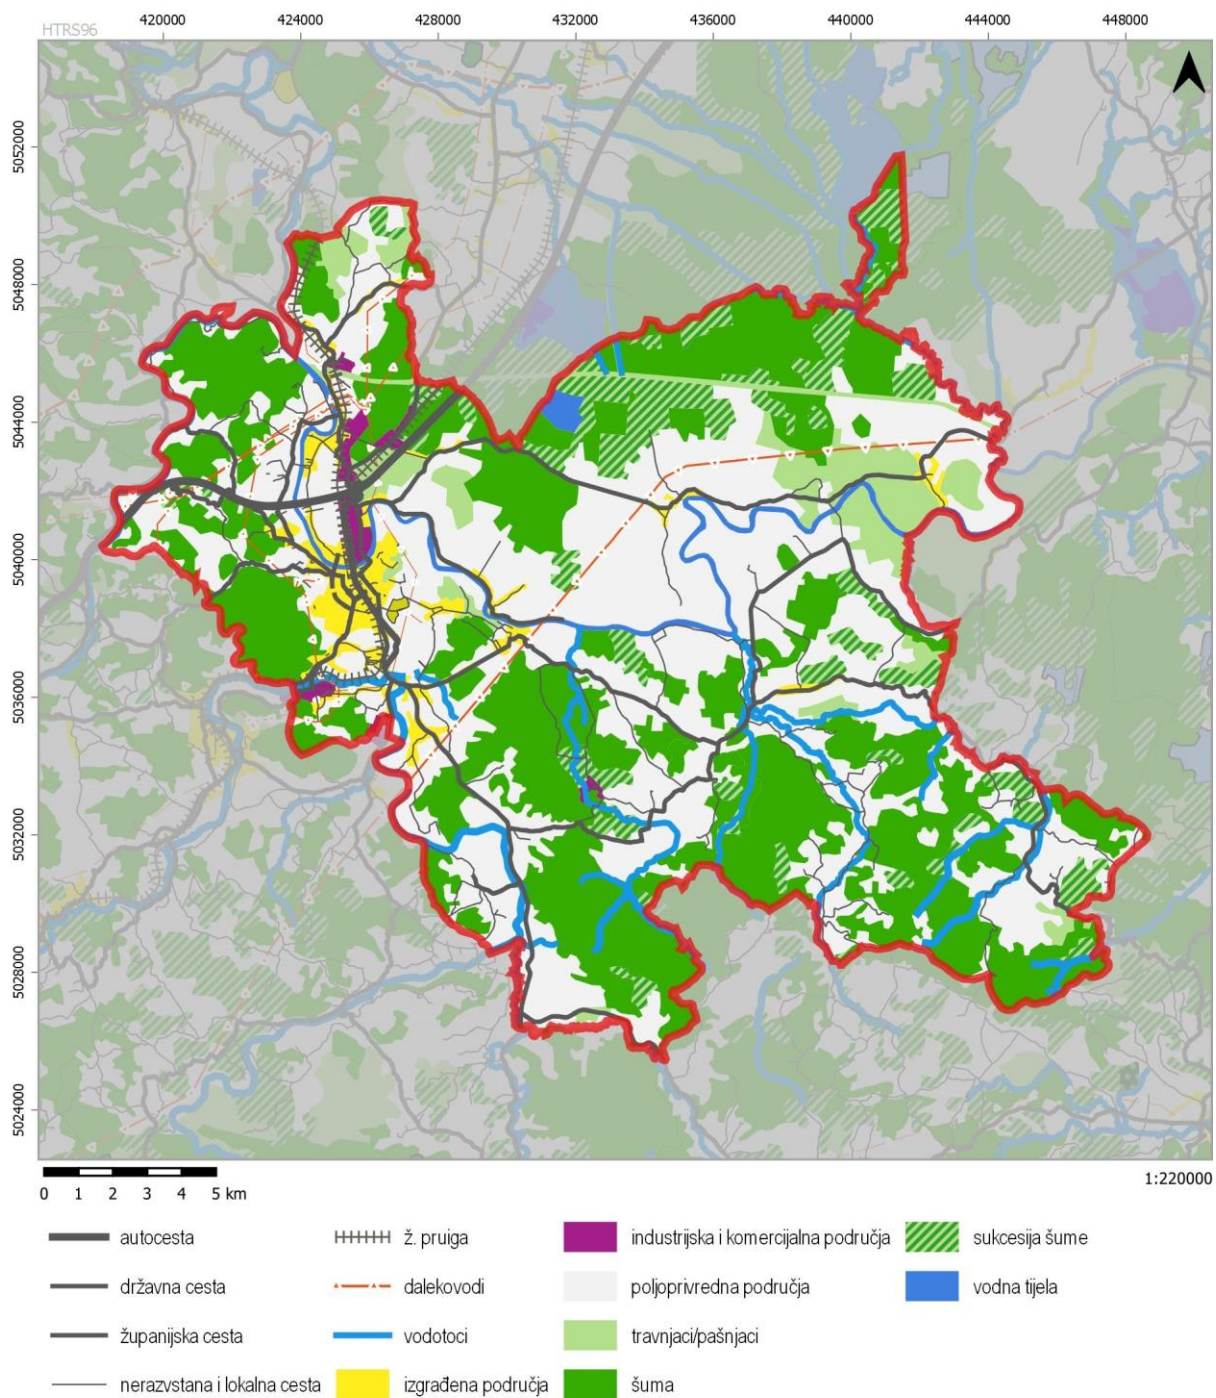 HTRS96
420000 424000 428000 432000 436000 440000 444000 448000
5052000
5048000
5044000
5040000
5036000
5032000
5028000
5024000
0 1 2 3 4 5 km
1:220000
autocesta ž. pruiga industrijska i komercijalna područja sukcesija šume
državna cesta dalekovodi poljoprivredna područja vodna tijela
županijska cesta vodotoci travnjaci/pašnjaci
nerazvstana i lokalna cesta izgrađena područja šuma